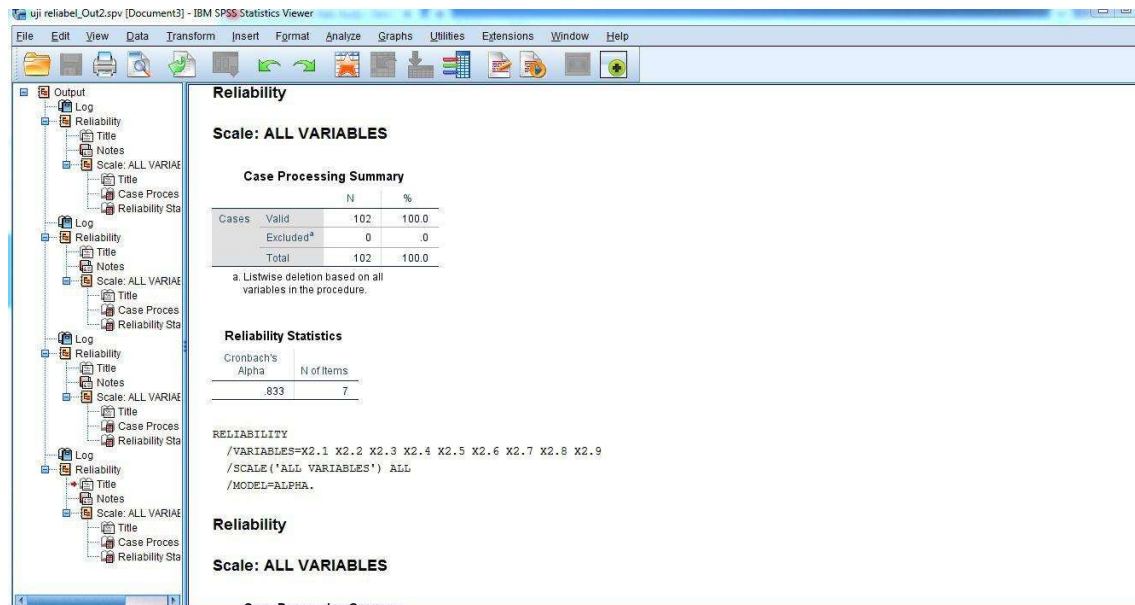 uji reliabel_Out2.spv [Document3] - IBM SPSS Statistics Viewer
File Edit View Data Transform Insert Format Analyze Graphs Utilities Extensions Window Help
Output
Log
Reliability
Title
Notes
Scale: ALL VARIAE
Title
Case Proces
Reliability Sta
Log
Reliability
Title
Notes
Scale: ALL VARIAE
Title
Case Proces
Reliability Sta
Log
Reliability
Title
Notes
Scale: ALL VARIAE
Title
Case Proces
Reliability Sta
Log
Reliability
Title
Notes
Scale: ALL VARIAE
Title
Case Proces
Reliability Sta
Reliability
Scale: ALL VARIABLES
Case Processing Summary
N %
Cases Valid 102 100.0
Excluded a 0 .0
Total 102 100.0
a. Listwise deletion based on all
variables in the procedure.
Reliability Statistics
Cronbach's
Alpha N of Items
.833 7
RELIABILITY
/VARIABLES=X2.1 X2.2 X2.3 X2.4 X2.5 X2.6 X2.7 X2.8 X2.9
/SCALE('ALL VARIABLES') ALL
/MODEL=ALPHA.
Reliability
Scale: ALL VARIABLES